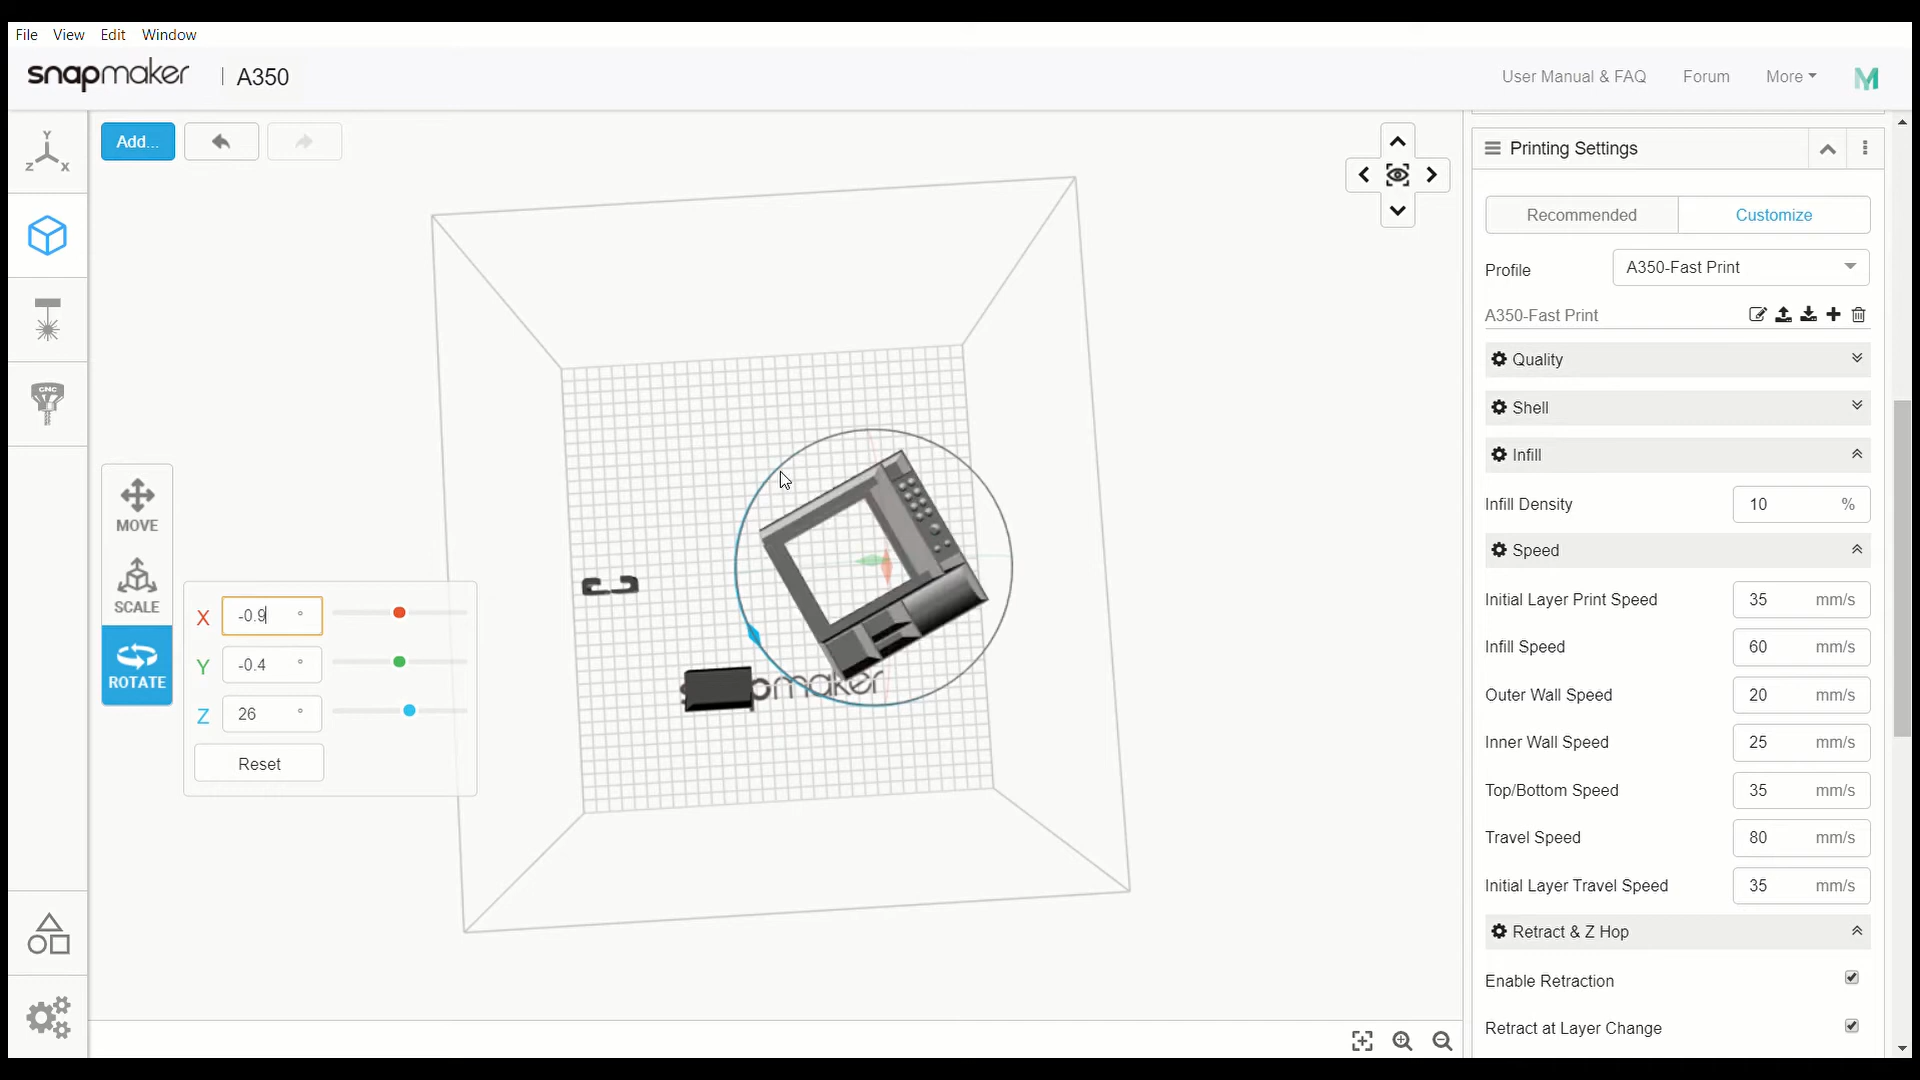 File View Edit Window
snapmaker | A350
User Manual & FAQ Forum More
Add...
Y
Z X
CNC
MOVE
SCALE
ROTATE
X -0.9 °
Y -0.4 °
Z 26 °
Reset
maker
Printing Settings
Recommended Customize
Profile A350-Fast Print
A350-Fast Print
Quality
Shell
Infill
Infill Density 10 %
Speed
Initial Layer Print Speed 35 mm/s
Infill Speed 60 mm/s
Outer Wall Speed 20 mm/s
Inner Wall Speed 25 mm/s
Top/Bottom Speed 35 mm/s
Travel Speed 80 mm/s
Initial Layer Travel Speed 35 mm/s
Retract & Z Hop
Enable Retraction
Retract at Layer Change